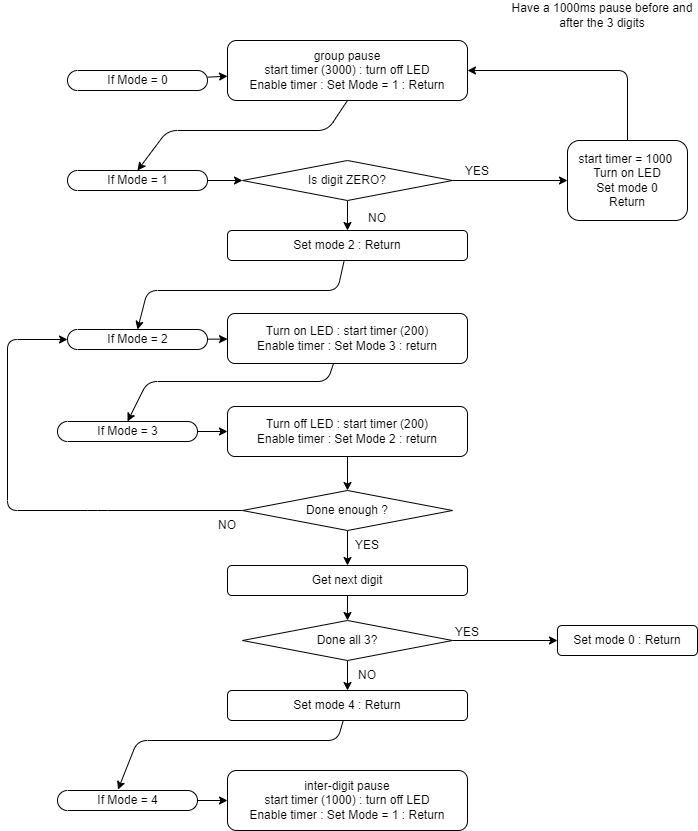 Have a 1000ms pause before and
after the 3 digits
group pause
start timer (3000) : turn off LED
Enable timer : Set Mode = 1 : Return
If Mode = 0
If Mode = 1
Is digit ZERO?
YES
start timer = 1000
Turn on LED
Set mode 0
Return
NO
Set mode 2 : Return
If Mode = 2
Turn on LED : start timer (200)
Enable timer : Set Mode 3 : return
If Mode = 3
Turn off LED : start timer (200)
Enable timer : Set Mode 2 : return
Done enough ?
NO
YES
Get next digit
Done all 3?
YES
Set mode 0 : Return
NO
Set mode 4 : Return
If Mode = 4
inter-digit pause
start timer (1000) : turn off LED
Enable timer : Set Mode = 1 : Return